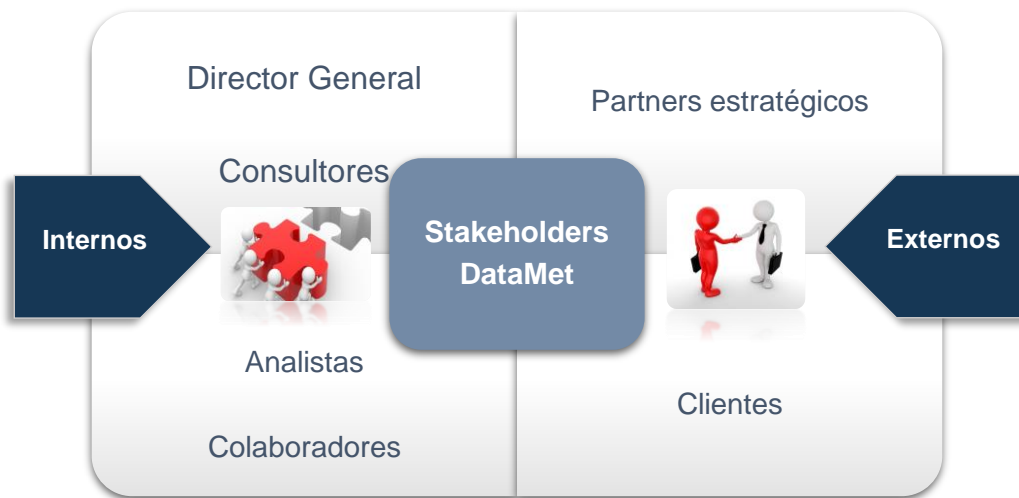 Director General
Consultores
Internos
Analistas
Colaboradores
Stakeholders
DataMet
Partners estratégicos
Externos
Clientes